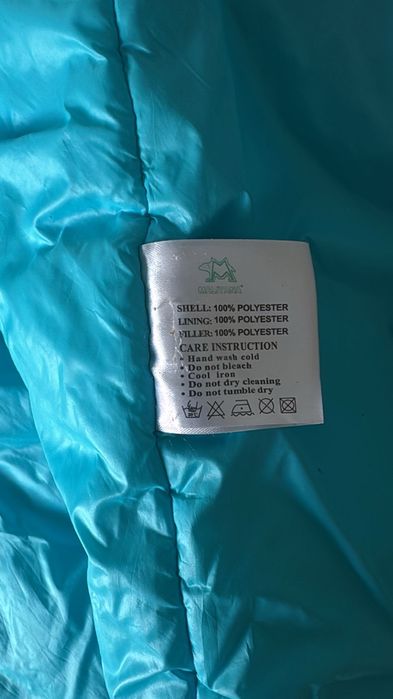 SHELL: 100% POLYESTER
LINING: 100% POLYESTER
FILLER: 100% POLYESTER
CARE INSTRUCTION
• Hand wash cold
• Do not bleach
• Cool iron
• Do not dry cleaning
• Do not tumble dry